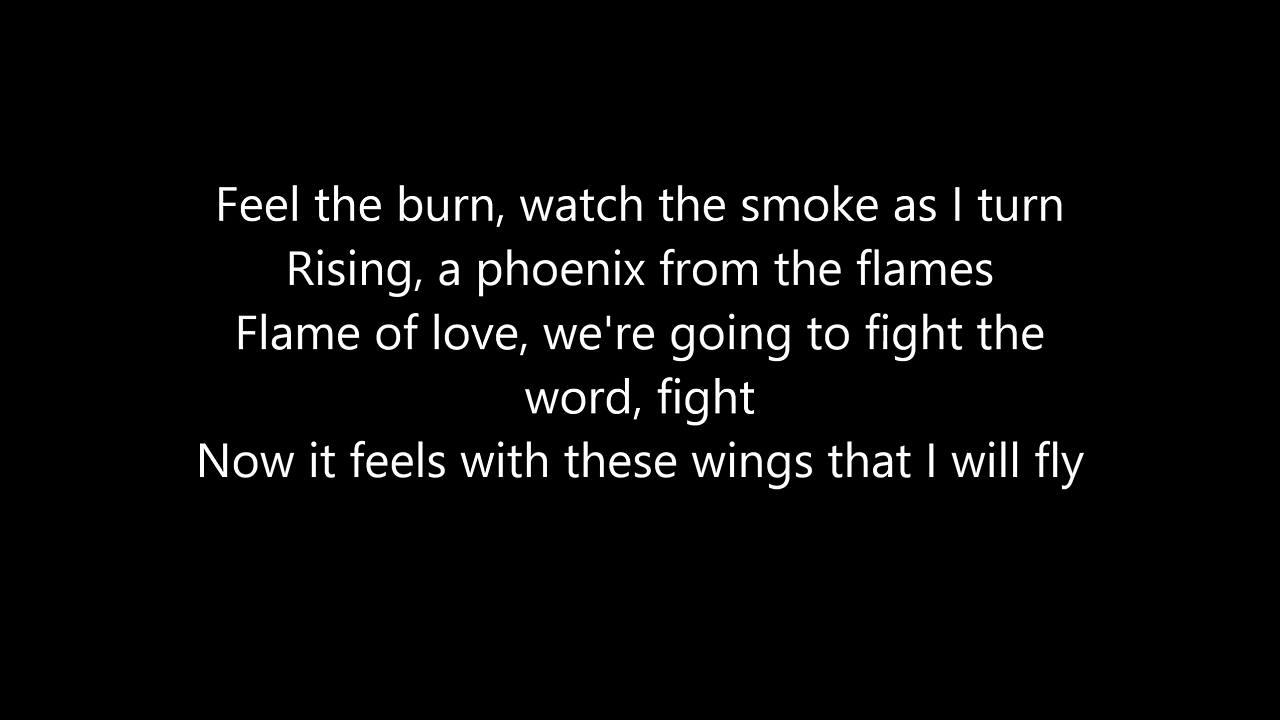 Feel the burn, watch the smoke as I turn
Rising, a phoenix from the flames
Flame of love, we're going to fight the
word, fight
Now it feels with these wings that I will fly